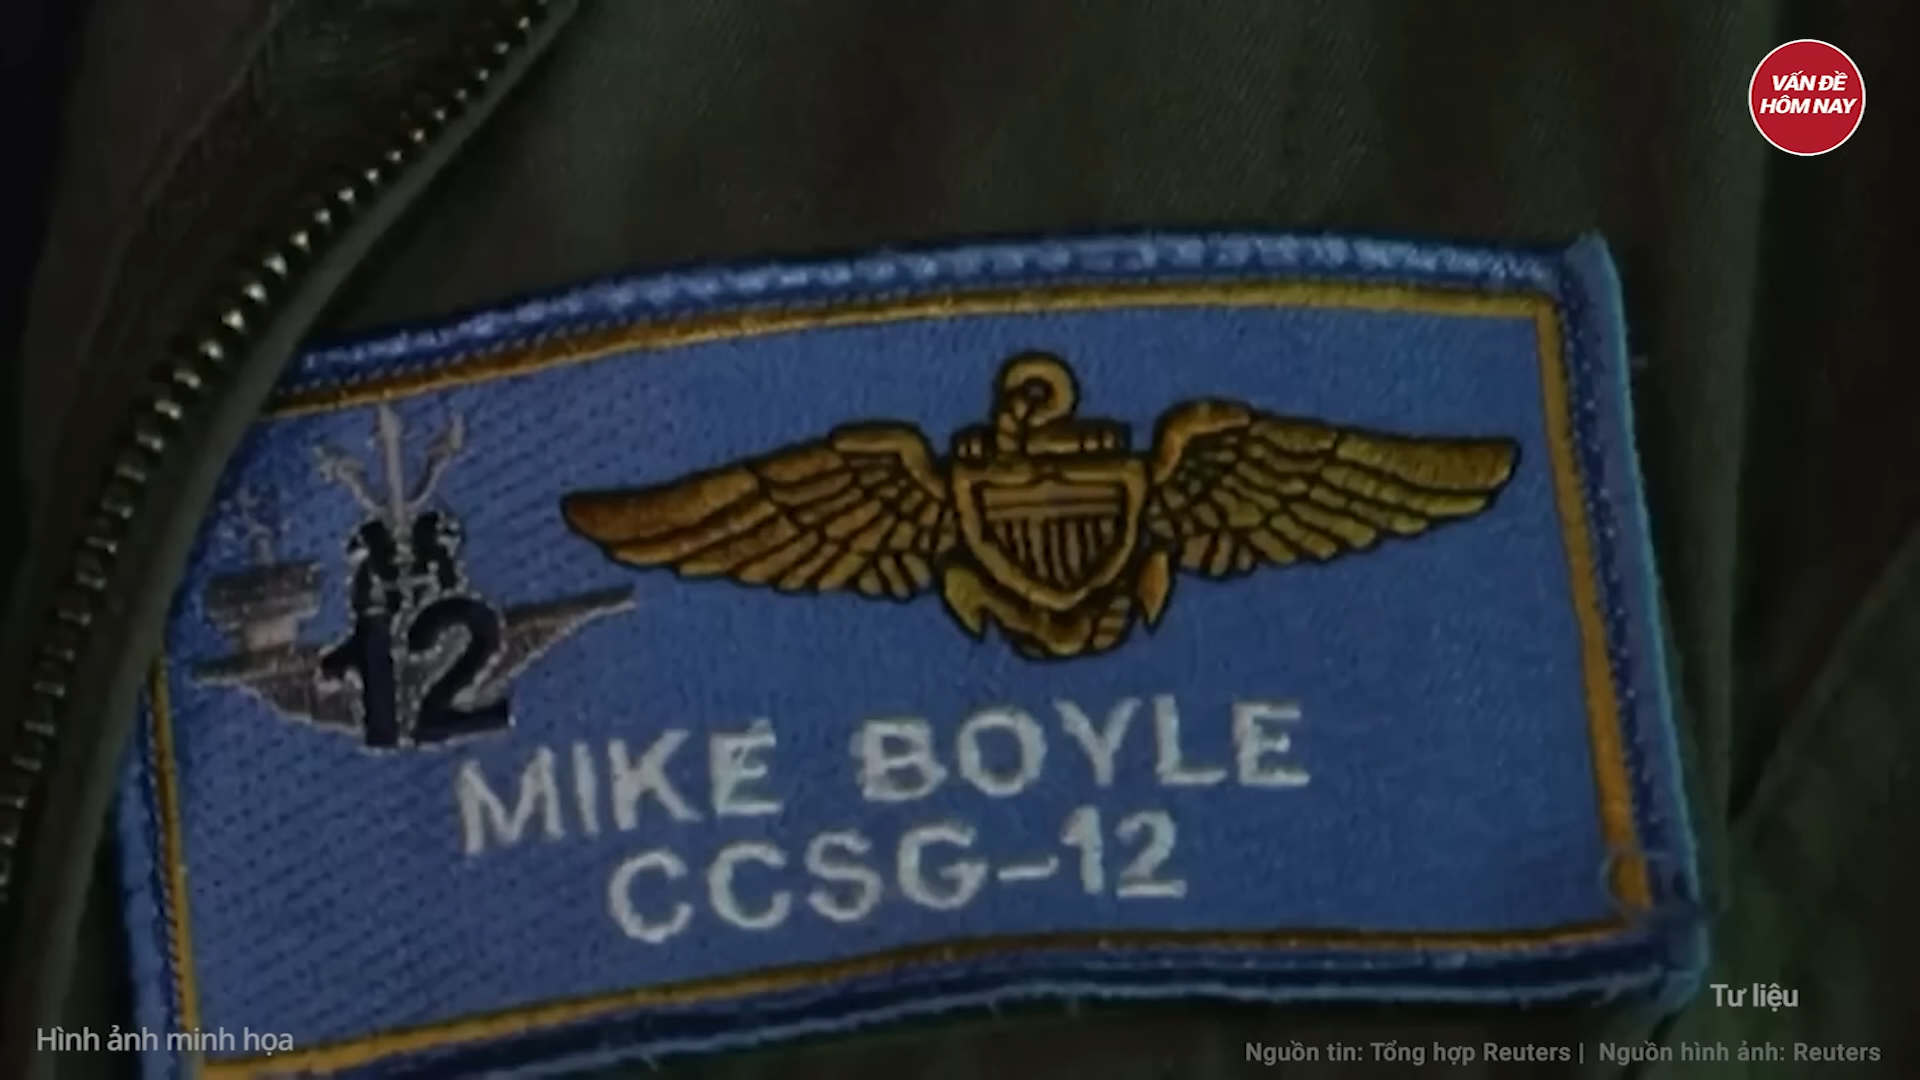 VẤN ĐỀ
HÔM NAY
12
MIKE BOYLE
CCSG-12
Tư liệu
Hình ảnh minh họa
Nguồn tin: Tổng hợp Reuters | Nguồn hình ảnh: Reuters